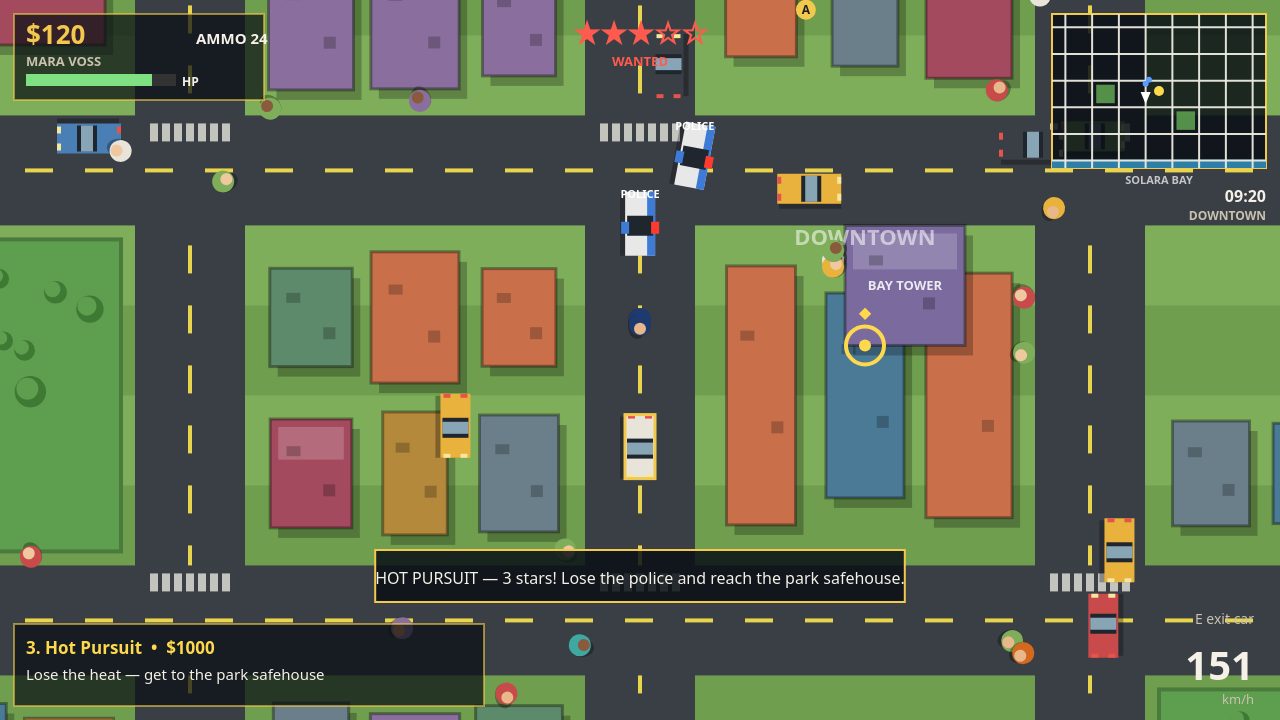 $120
AMMO 24
MARA VOSS
HP
WANTED
A
POLICE
POLICE
SOLARA BAY
09:20
DOWNTOWN
DOWNTOWN
BAY TOWER
HOT PURSUIT — 3 stars! Lose the police and reach the park safehouse.
3. Hot Pursuit • $1000
Lose the heat — get to the park safehouse
E exit car
151
km/h